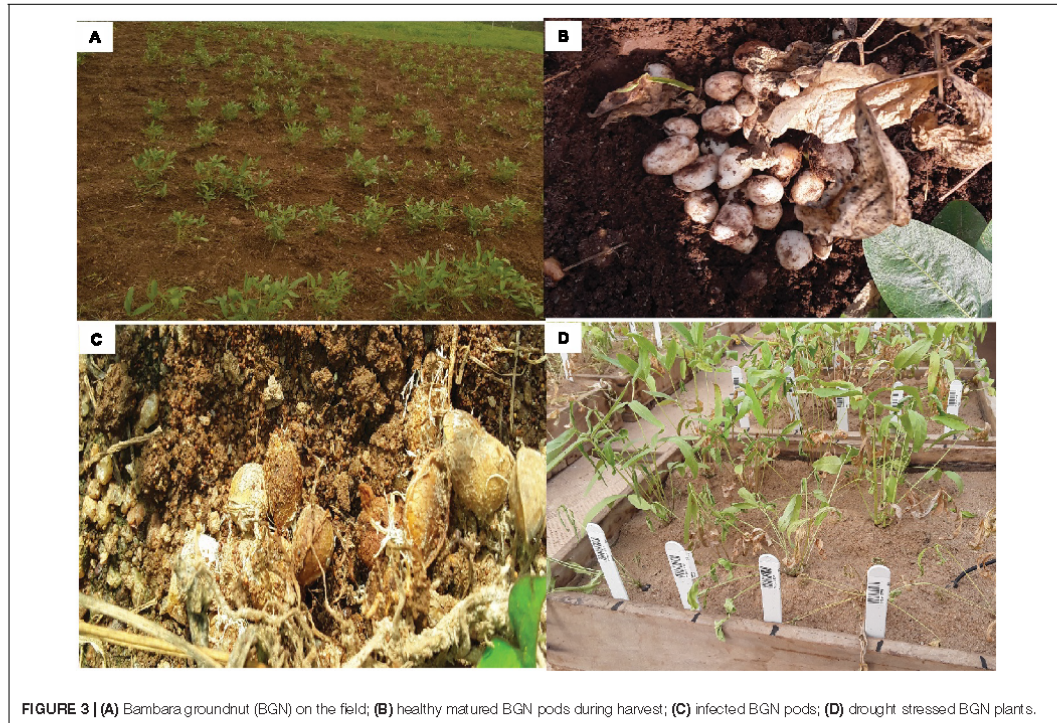 A
B
C
D
FIGURE 3 | (A) Bambara groundnut (BGN) on the field; (B) healthy matured BGN pods during harvest; (C) infected BGN pods; (D) drought stressed BGN plants.